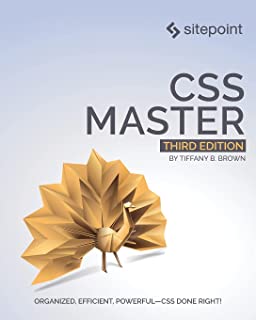 sitepoint
CSS
MASTER
THIRD EDITION
BY TIFFANY B. BROWN
ORGANIZED, EFFICIENT, POWERFUL—CSS DONE RIGHT!